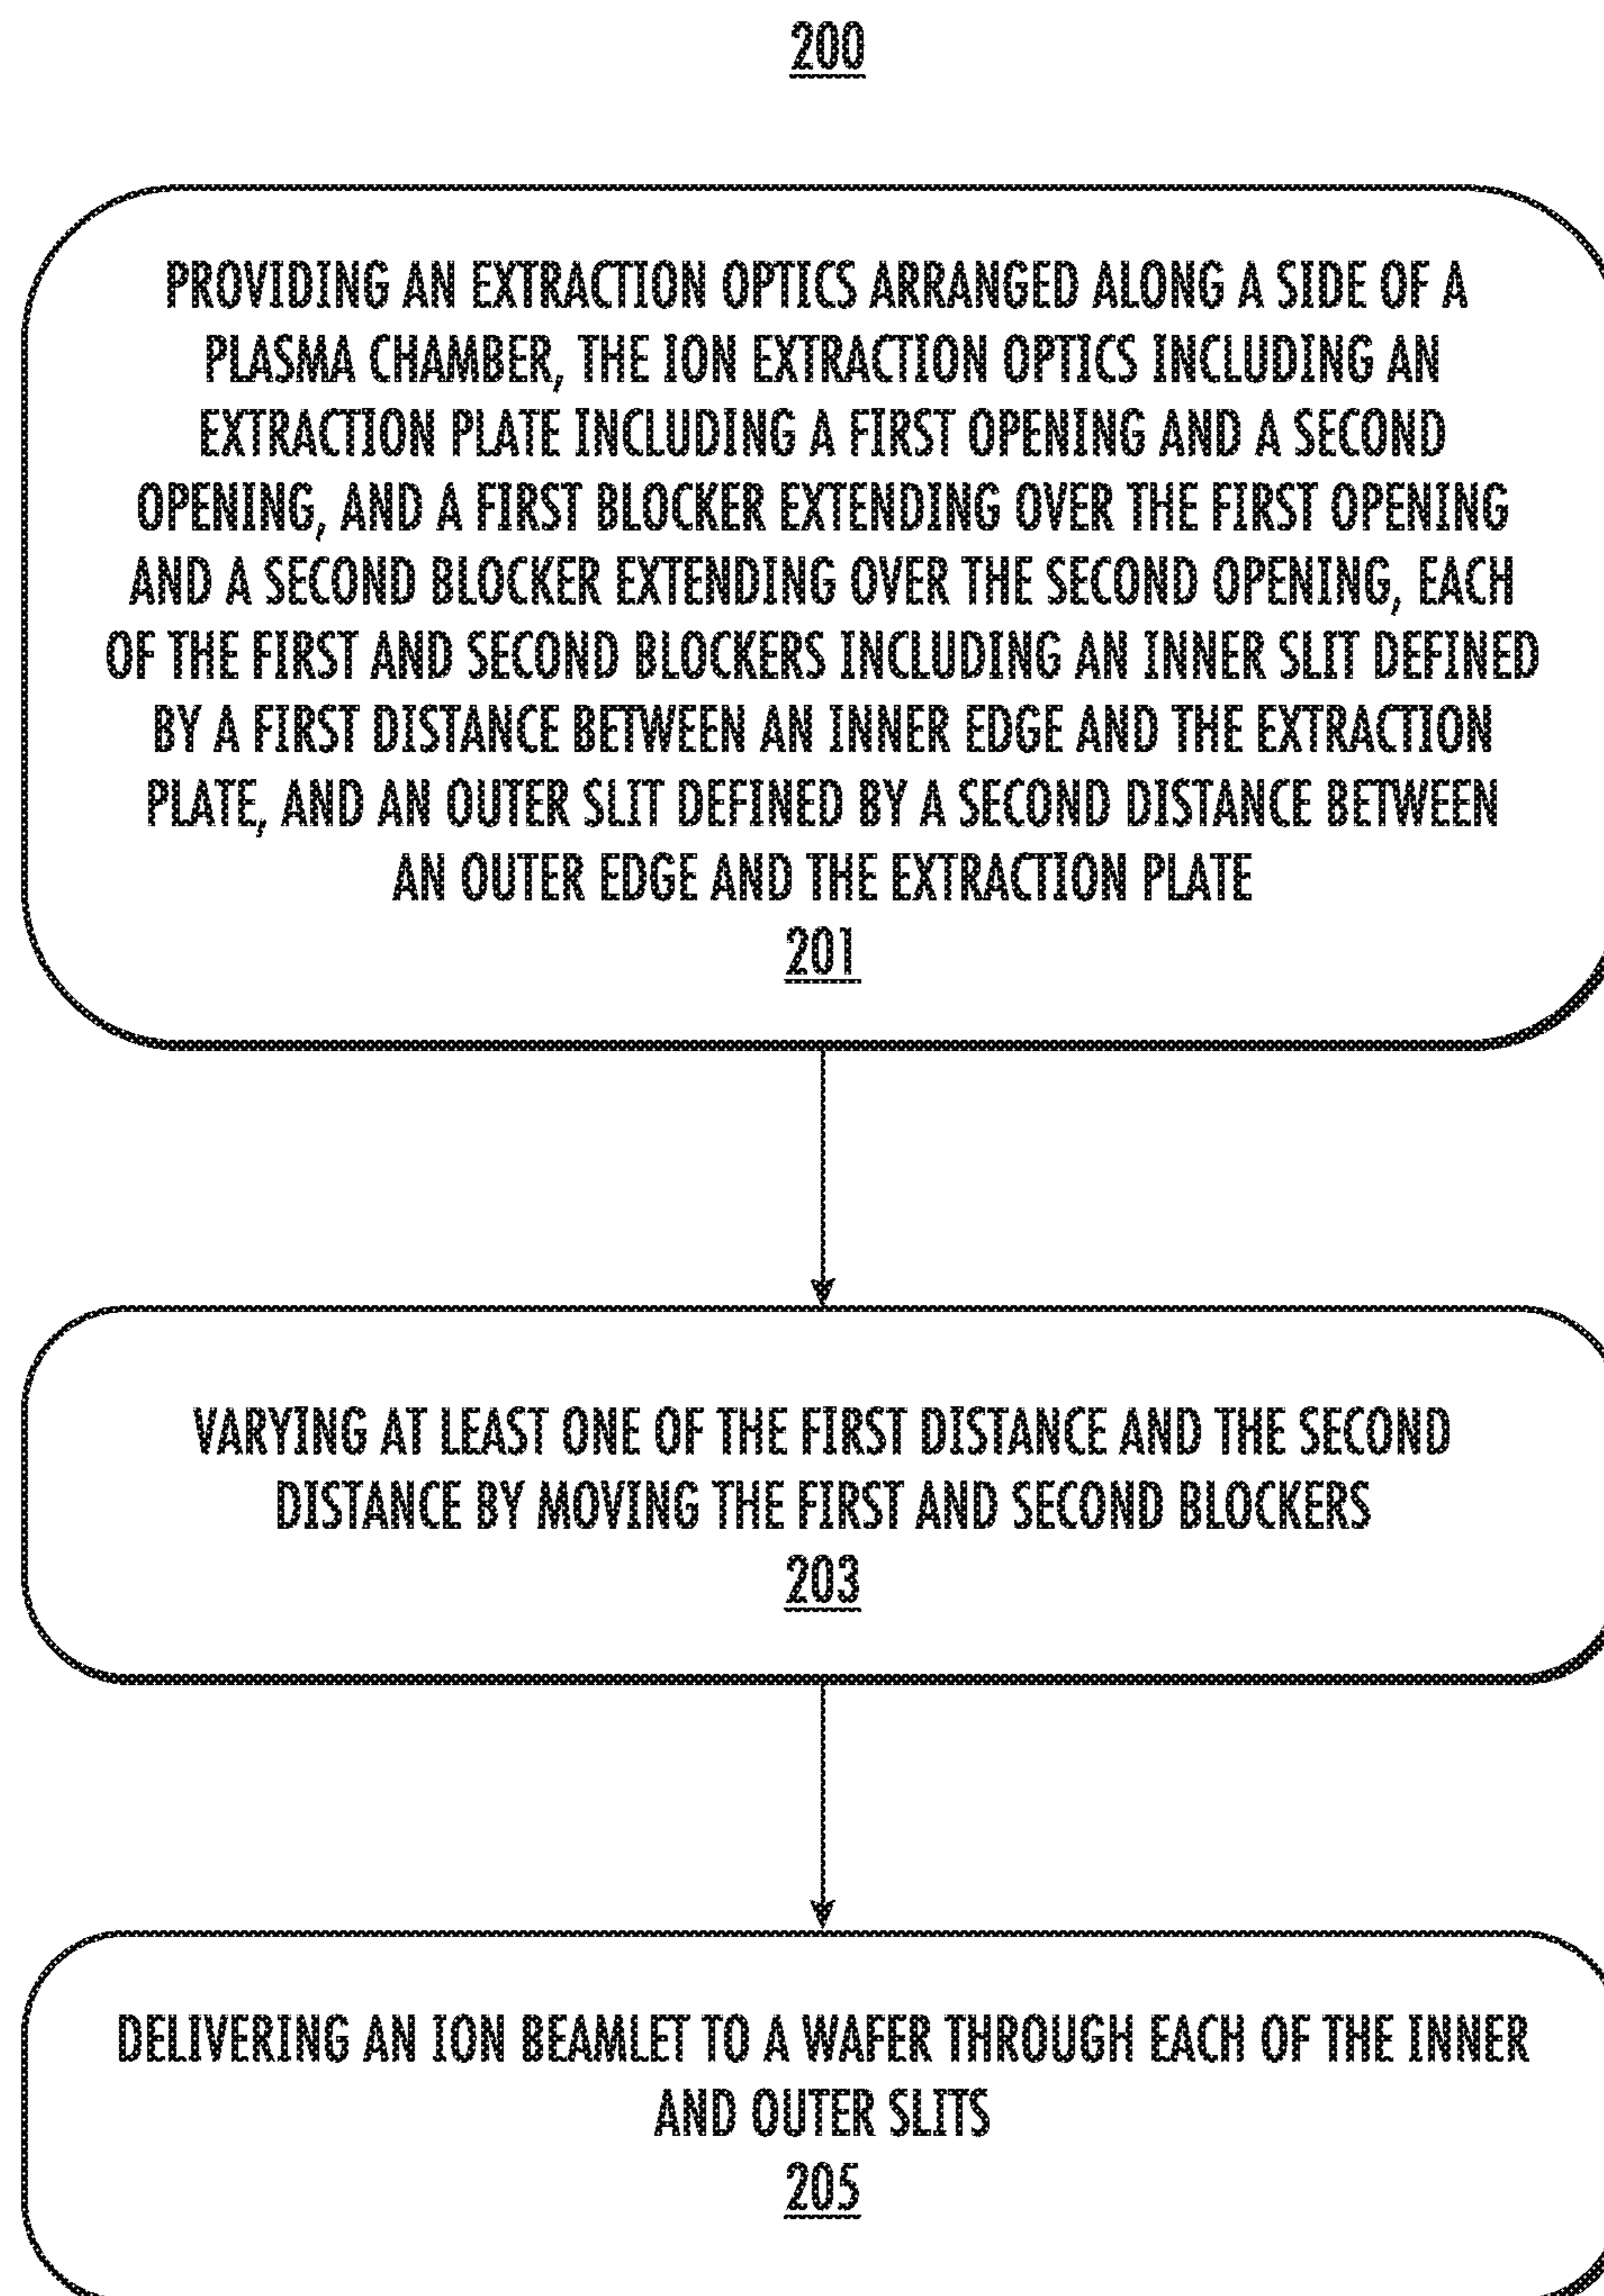 200
PROVIDING AN EXTRACTION OPTICS ARRANGED ALONG A SIDE OF A
PLASMA CHAMBER, THE ION EXTRACTION OPTICS INCLUDING AN
EXTRACTION PLATE INCLUDING A FIRST OPENING AND A SECOND
OPENING, AND A FIRST BLOCKER EXTENDING OVER THE FIRST OPENING
AND A SECOND BLOCKER EXTENDING OVER THE SECOND OPENING, EACH
OF THE FIRST AND SECOND BLOCKERS INCLUDING AN INNER SLIT DEFINED
BY A FIRST DISTANCE BETWEEN AN INNER EDGE AND THE EXTRACTION
PLATE, AND AN OUTER SLIT DEFINED BY A SECOND DISTANCE BETWEEN
AN OUTER EDGE AND THE EXTRACTION PLATE
201
VARYING AT LEAST ONE OF THE FIRST DISTANCE AND THE SECOND
DISTANCE BY MOVING THE FIRST AND SECOND BLOCKERS
203
DELIVERING AN ION BEAMLET TO A WAFER THROUGH EACH OF THE INNER
AND OUTER SLITS
205